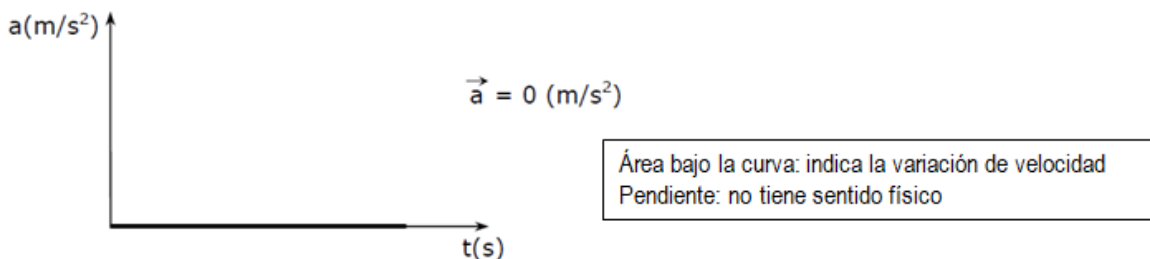 a(m/s²)
a⃗ = 0 (m/s²)
Área bajo la curva: indica la variación de velocidad
Pendiente: no tiene sentido físico
t(s)